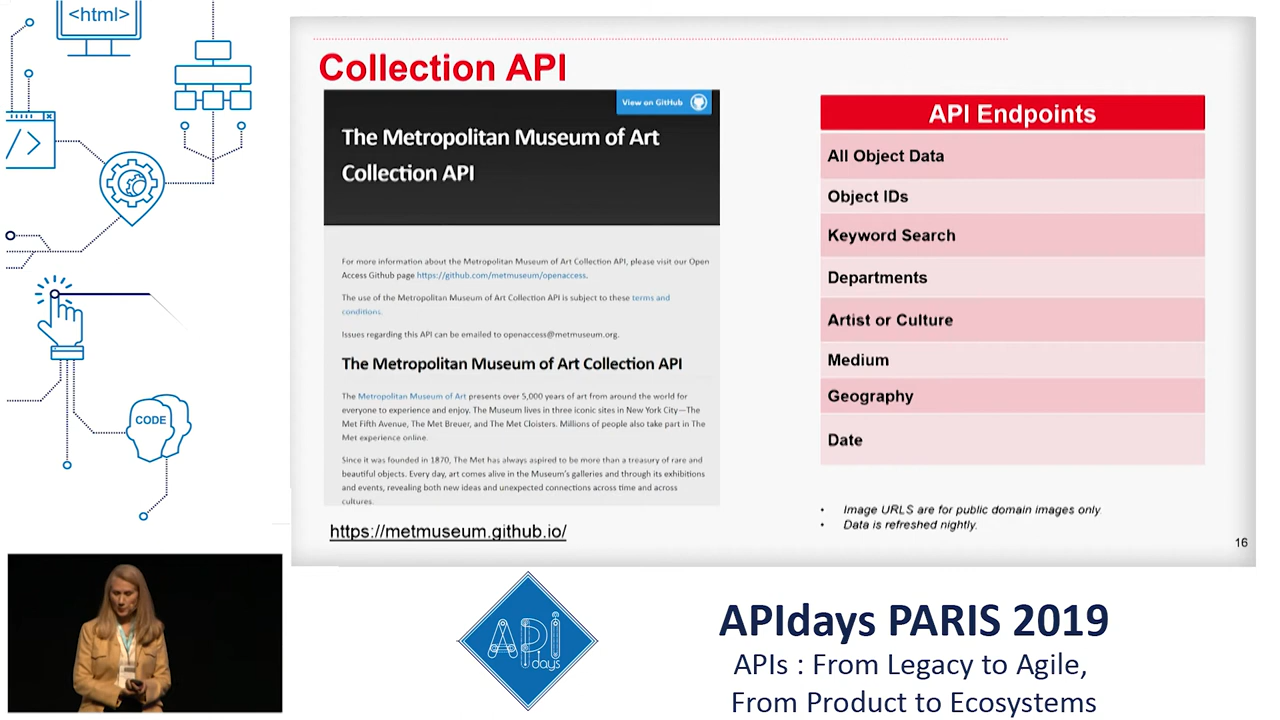 <html>
</>
CODE
Collection API
View on GitHub
The Metropolitan Museum of Art
Collection API
For more information about the Metropolitan Museum of Art Collection API, please visit our Open
Access Github page https://github.com/metmuseum/openaccess.
The use of the Metropolitan Museum of Art Collection API is subject to these terms and
conditions.
Issues regarding this API can be emailed to openaccess@metmuseum.org.
The Metropolitan Museum of Art Collection API
The Metropolitan Museum of Art presents over 5,000 years of art from around the world for
everyone to experience and enjoy. The Museum lives in three iconic sites in New York City—The
Met Fifth Avenue, The Met Breuer, and The Met Cloisters. Millions of people also take part in The
Met experience online.
Since it was founded in 1870, The Met has always aspired to be more than a treasury of rare and
beautiful objects. Every day, art comes alive in the Museum's galleries and through its exhibitions
and events, revealing both new ideas and unexpected connections across time and across
cultures.
https://metmuseum.github.io/
API Endpoints
All Object Data
Object IDs
Keyword Search
Departments
Artist or Culture
Medium
Geography
Date
• Image URLS are for public domain images only
• Data is refreshed nightly.
16
API
days
APIdays PARIS 2019
APIs : From Legacy to Agile,
From Product to Ecosystems